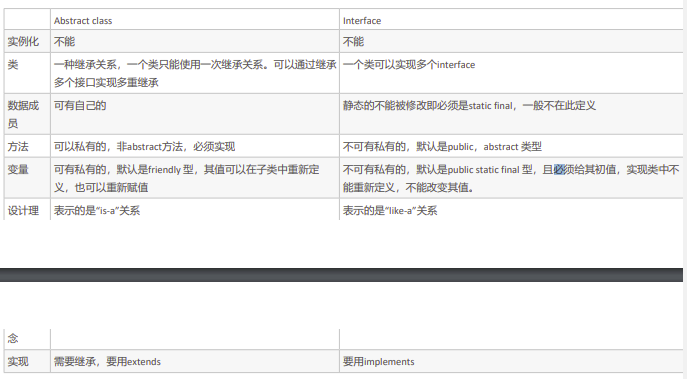 Abstract class Interface
实例化 不能 不能
类 一种继承关系，一个类只能使用一次继承关系。可以通过继承 一个类可以实现多个interface
多个接口实现多重继承
数据成 可有自己的 静态的不能被修改即必须是static final，一般不在此定义
员
方法 可以私有的，非abstract方法，必须实现 不可有私有的，默认是public，abstract 类型
变量 可有私有的，默认是friendly 型，其值可以在子类中重新定 不可有私有的，默认是public static final 型，且必须给其初值，实现类中不
义，也可以重新赋值 能重新定义，不能改变其值。
设计理 表示的是“is-a”关系 表示的是“like-a”关系
念
实现 需要继承，要用extends 要用implements